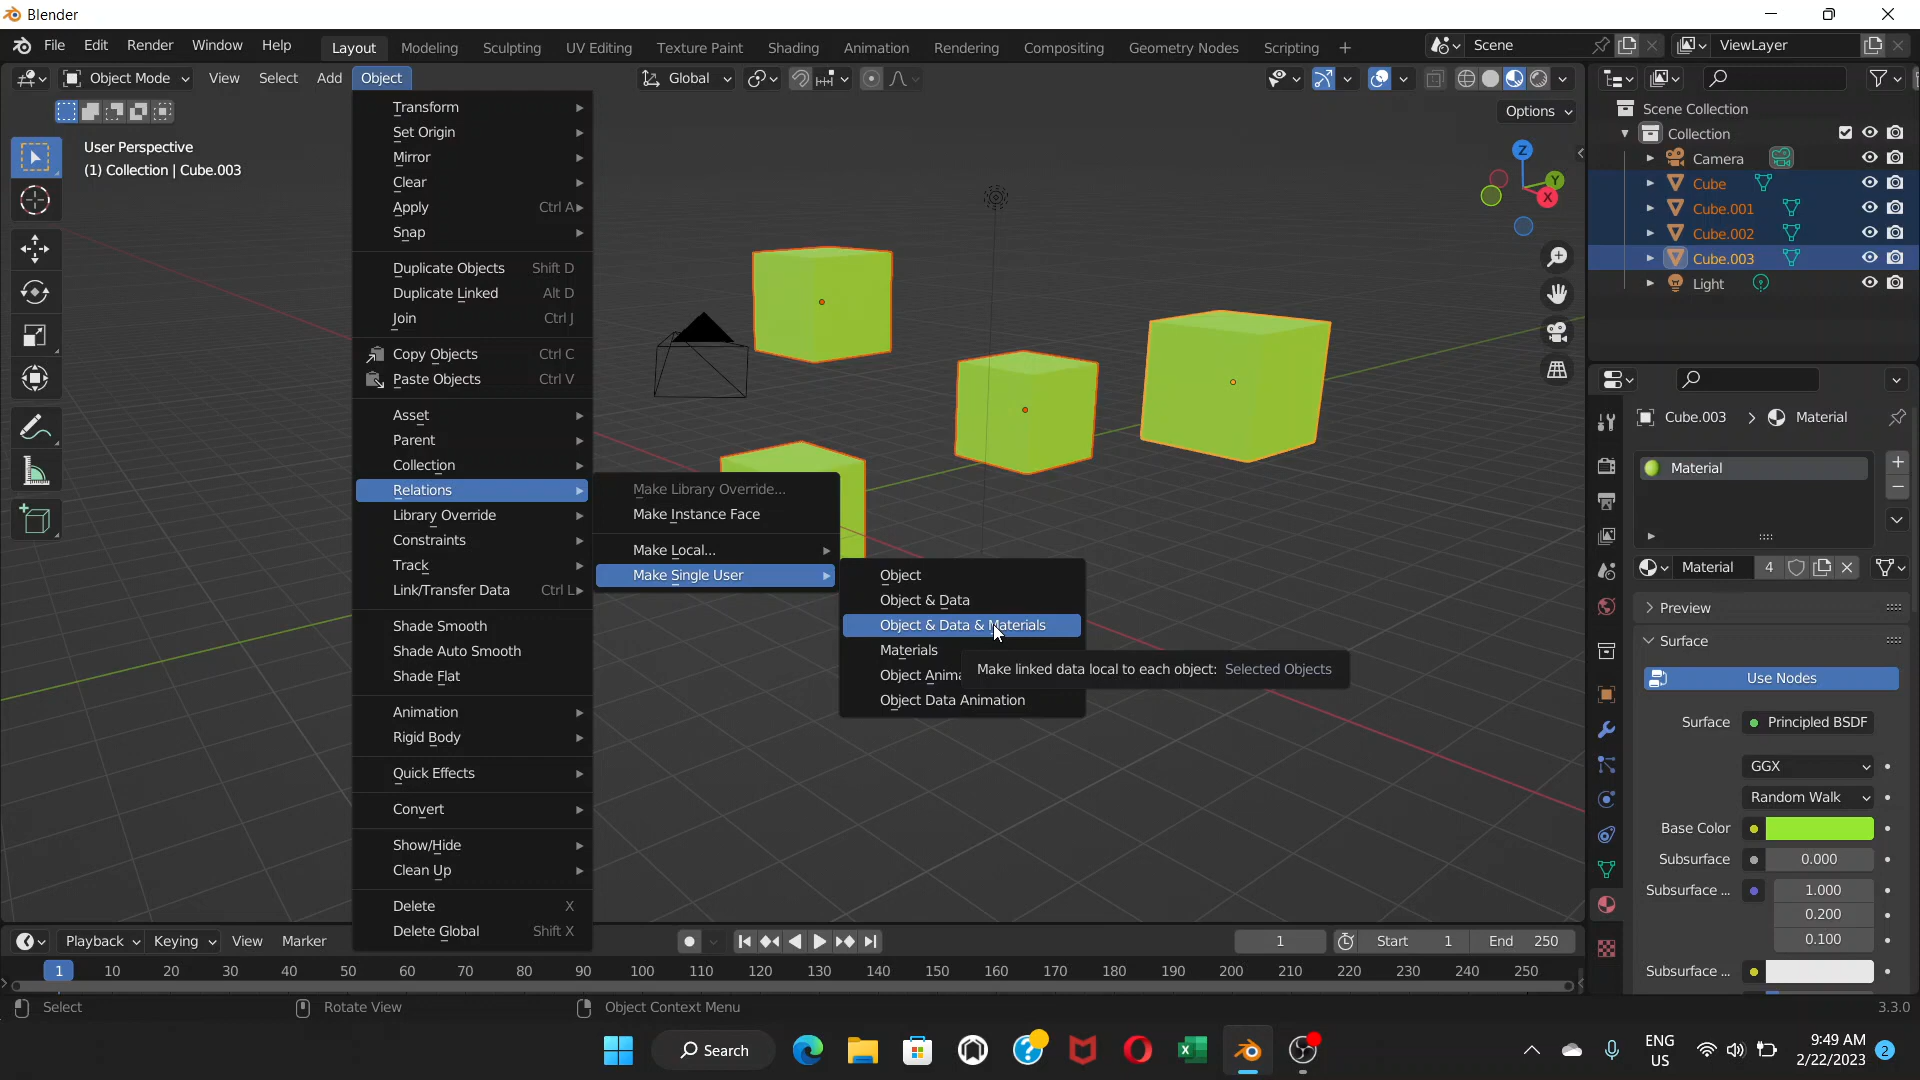 Blender
File Edit Render Window Help Layout Modeling Sculpting UV Editing Texture Paint Shading Animation Rendering Compositing Geometry Nodes Scripting + Scene ViewLayer
Object Mode View Select Add Object Global
Options
User Perspective
(1) Collection | Cube.003
Transform
Set Origin
Mirror
Clear
Apply Ctrl A
Snap
Duplicate Objects Shift D
Duplicate Linked Alt D
Join Ctrl J
Copy Objects Ctrl C
Paste Objects Ctrl V
Asset
Parent
Collection
Relations
Library Override
Constraints
Track
Link/Transfer Data Ctrl L
Shade Smooth
Shade Auto Smooth
Shade Flat
Animation
Rigid Body
Quick Effects
Convert
Show/Hide
Clean Up
Delete X
Delete Global Shift X
Make Library Override...
Make Instance Face
Make Local...
Make Single User
Object
Object & Data
Object & Data & Materials
Materials
Object Anima
Object Data Animation
Make linked data local to each object: Selected Objects
Z
Y
X
Scene Collection
Collection
Camera
Cube
Cube.001
Cube.002
Cube.003
Light
Cube.003 Material
Material
Material 4
Preview
Surface
Use Nodes
Surface Principled BSDF
GGX
Random Walk
Base Color
Subsurface 0.000
Subsurface ... 1.000
0.200
0.100
Subsurface ...
Playback Keying View Marker 1 Start 1 End 250
1 10 20 30 40 50 60 70 80 90 100 110 120 130 140 150 160 170 180 190 200 210 220 230 240 250
Select Rotate View Object Context Menu 3.3.0
Search
ENG
US
9:49 AM
2/22/2023
2